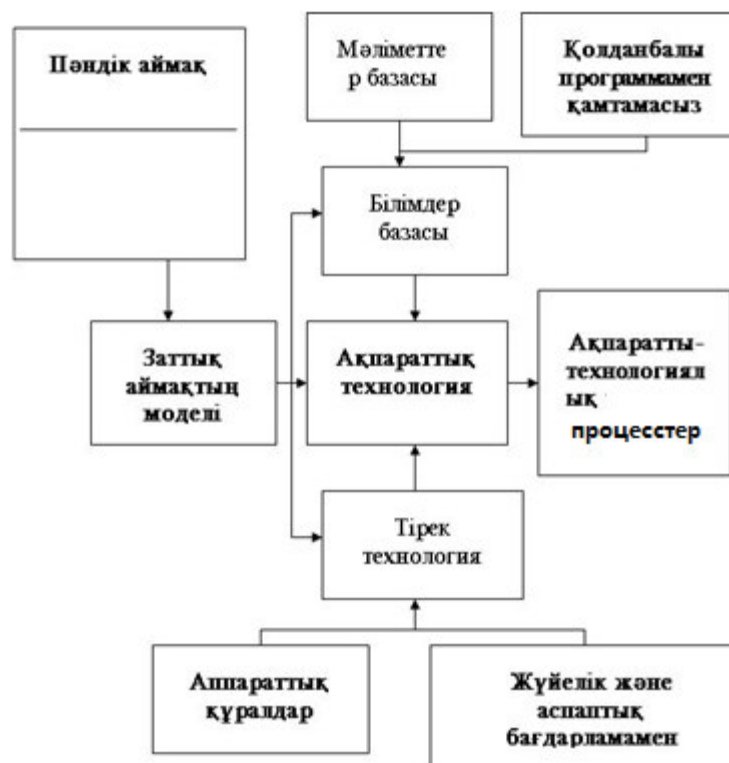 Пәндік аймақ
Мәліметте
р базасы
Қолданбалы
программамен
қамтамасыз
Білімдер
базасы
Заттық
аймақтың
моделі
Ақпараттық
технология
Ақпаратты-
технологиял
ық
процесстер
Тірек
технология
Аппараттық
құралдар
Жүйелік және
аспаптық
бағдарламамен